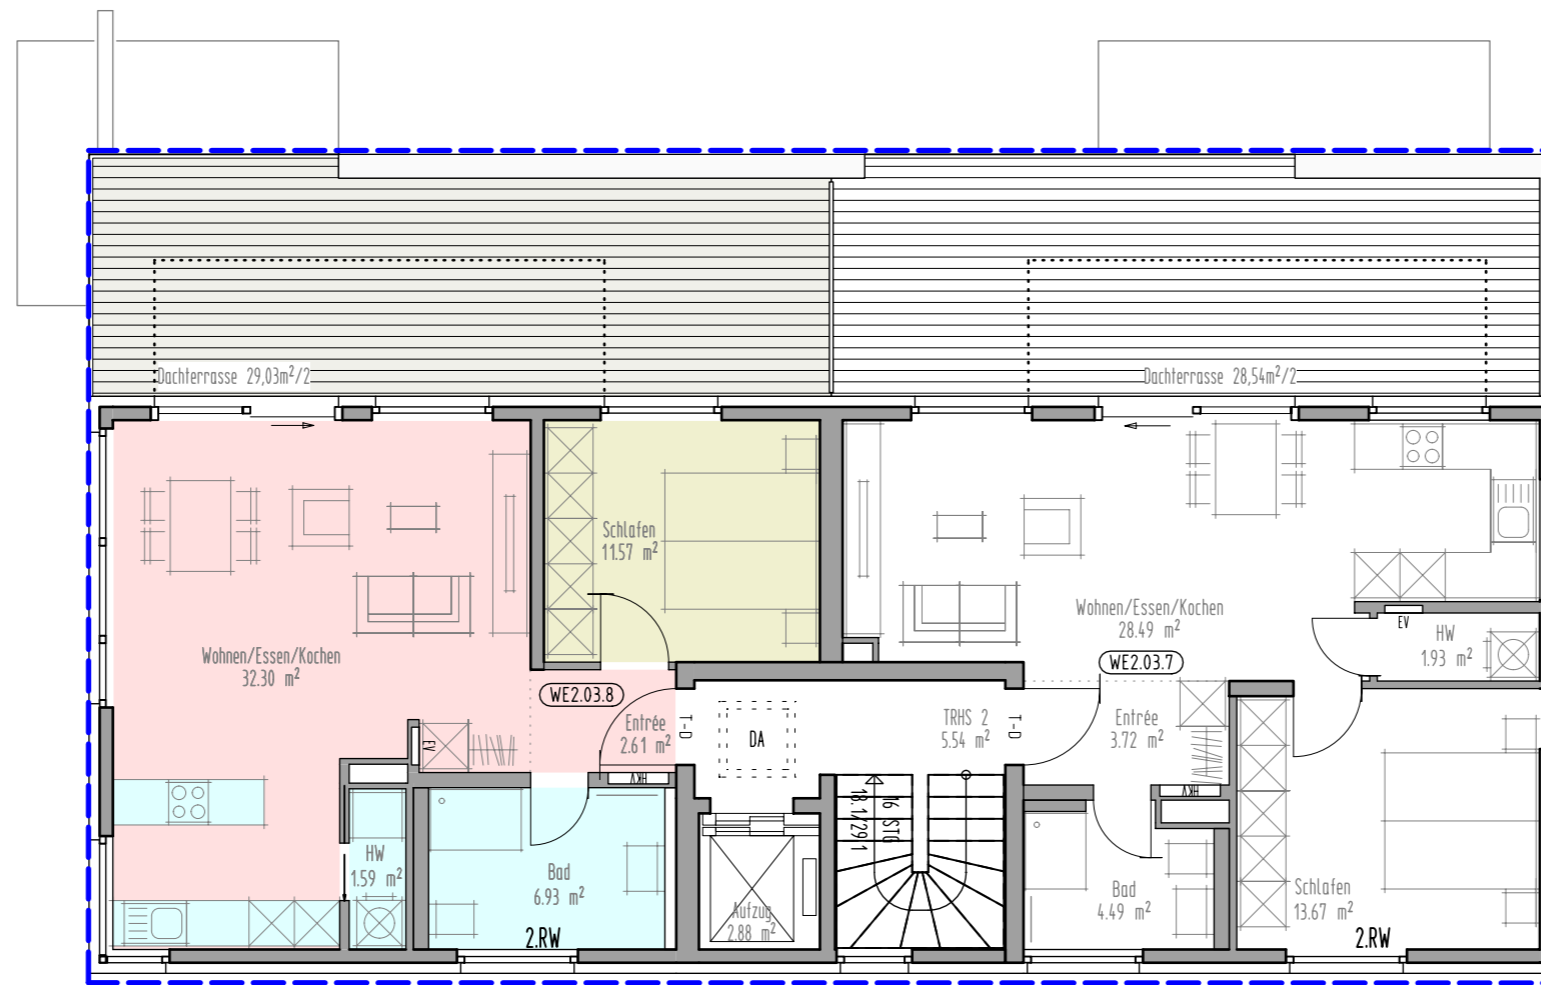 Dachterrasse 29,03m²/2
Dachterrasse 28,54m²/2
Schlafen
11.57 m²
Wohnen/Essen/Kochen
32.30 m²
WE2.03.8
Entrée
2.61 m²
T-D
EV
HKV
DA
TRHS 2
5.54 m²
T-D
Wohnen/Essen/Kochen
28.49 m²
WE2.03.7
Entrée
3.72 m²
EV
HW
1.93 m²
HKV
16 STG
18.1/29.1
HW
1.59 m²
Bad
6.93 m²
2.RW
Aufzug
2.88 m²
Bad
4.49 m²
Schlafen
13.67 m²
2.RW